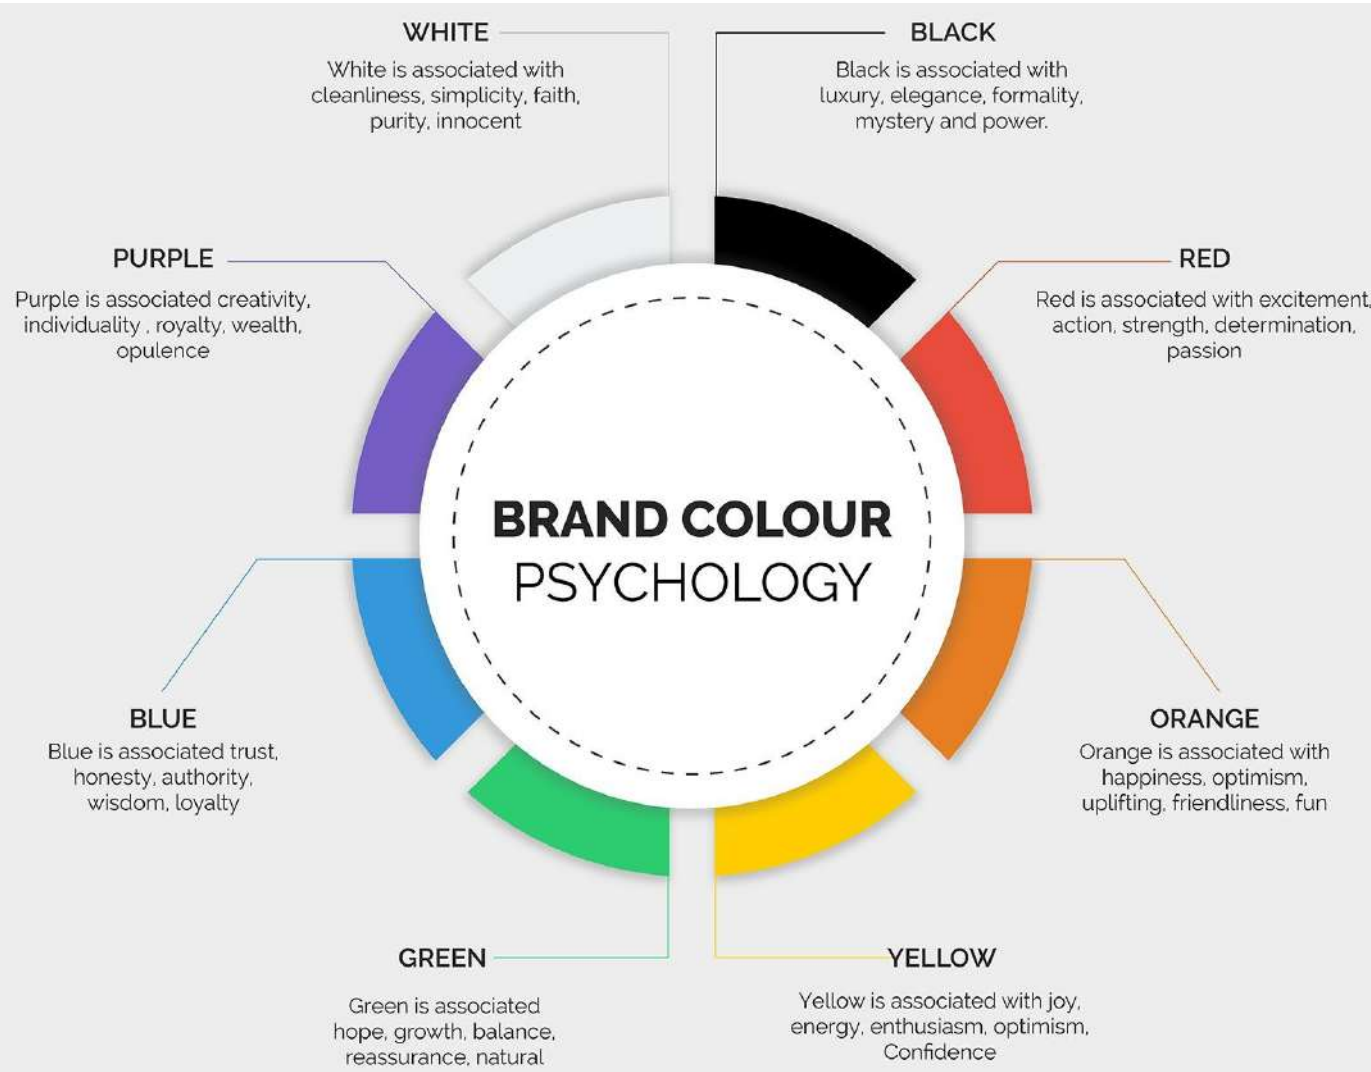 WHITE
White is associated with
cleanliness, simplicity, faith,
purity, innocent
BLACK
Black is associated with
luxury, elegance, formality,
mystery and power.
PURPLE
Purple is associated creativity,
individuality , royalty, wealth,
opulence
RED
Red is associated with excitement,
action, strength, determination,
passion
BRAND COLOUR
PSYCHOLOGY
BLUE
Blue is associated trust,
honesty, authority,
wisdom, loyalty
ORANGE
Orange is associated with
happiness, optimism,
uplifting, friendliness, fun
GREEN
Green is associated
hope, growth, balance,
reassurance, natural
YELLOW
Yellow is associated with joy,
energy, enthusiasm, optimism,
Confidence